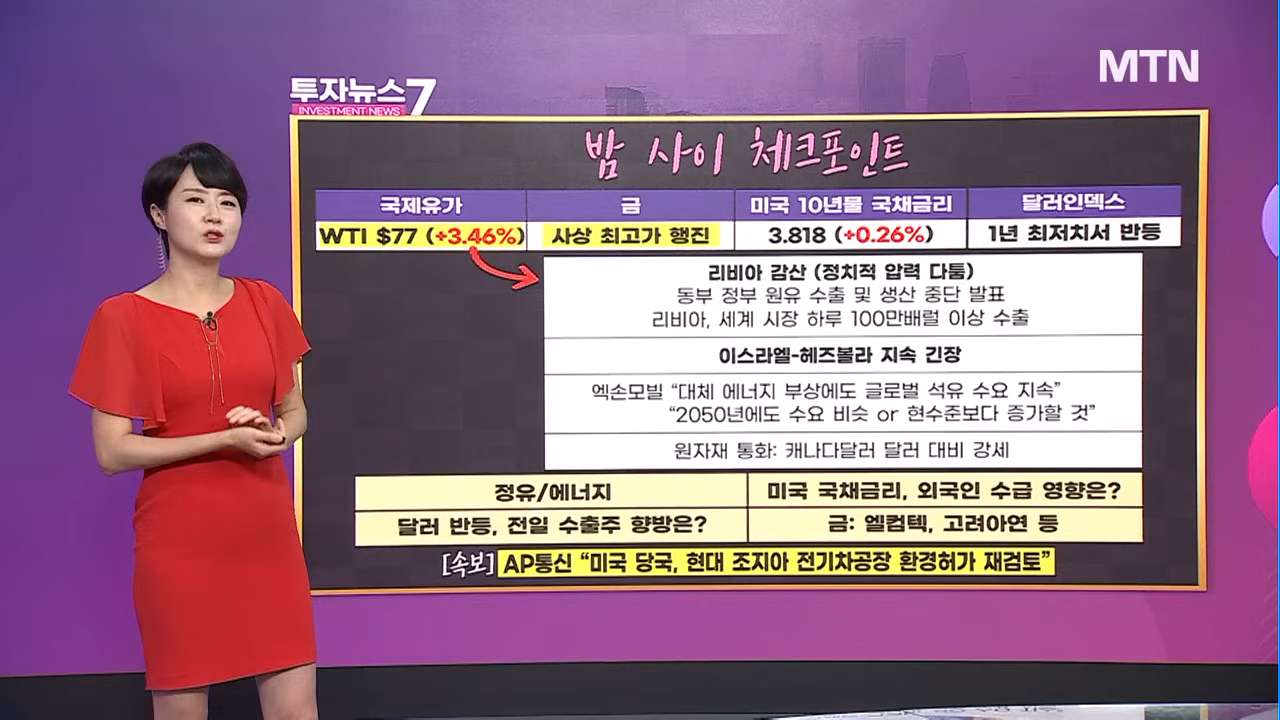 MTN
투자뉴스7
INVESTMENT NEWS
밤 사이 체크포인트
국제유가 금 미국 10년물 국채금리 달러인덱스
WTI $77 (+3.46%) 사상 최고가 행진 3.818 (+0.26%) 1년 최저치서 반등
리비아 감산 (정치적 압력 다툼)
동부 정부 원유 수출 및 생산 중단 발표
리비아, 세계 시장 하루 100만배럴 이상 수출
이스라엘-헤즈볼라 지속 긴장
엑손모빌 “대체 에너지 부상에도 글로벌 석유 수요 지속”
“2050년에도 수요 비슷 or 현수준보다 증가할 것”
원자재 통화: 캐나다달러 달러 대비 강세
정유/에너지 미국 국채금리, 외국인 수급 영향은?
달러 반등, 전일 수출주 향방은? 금: 엘컴텍, 고려아연 등
[속보] AP통신 “미국 당국, 현대 조지아 전기차공장 환경허가 재검토”